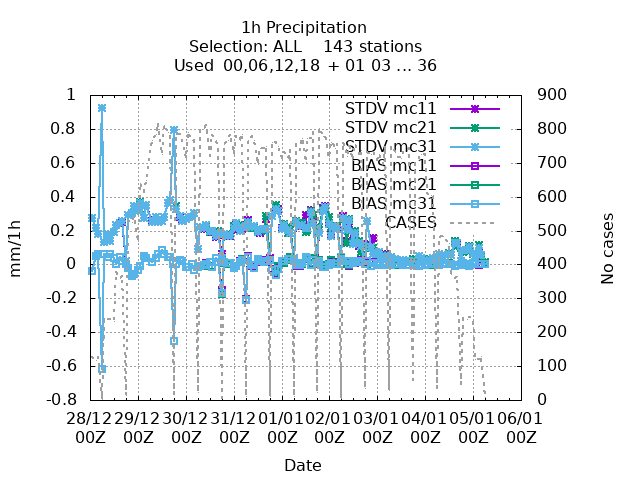 1h Precipitation
Selection: ALL 143 stations
Used 00,06,12,18 + 01 03 ... 36
1 900
0.8 800
0.6 700
0.4 600
0.2 500
0 400
-0.2 300
-0.4 200
-0.6 100
-0.8 0
STDV mc11
STDV mc21
STDV mc31
BIAS mc11
BIAS mc21
BIAS mc31
CASES
mm/1h
No cases
28/12 29/12 30/12 31/12 01/01 02/01 03/01 04/01 05/01 06/01
00Z 00Z 00Z 00Z 00Z 00Z 00Z 00Z 00Z 00Z
Date